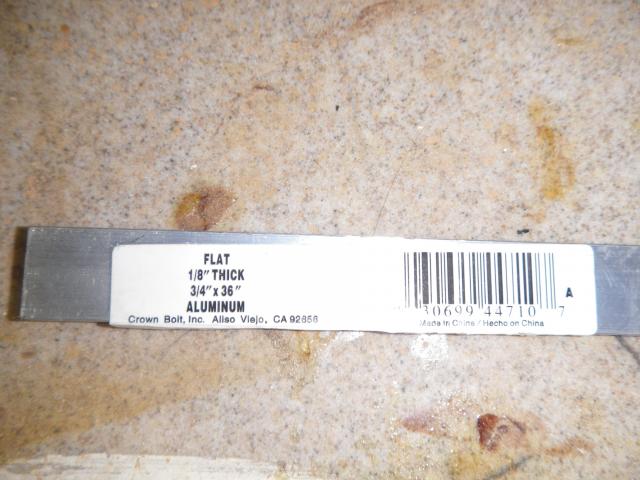 FLAT
1/8" THICK
3/4" x 36"
ALUMINUM
Crown Bolt, Inc. Aliso Viejo, CA 92656
30699 44710 7
A
Made in China / Hecho en China